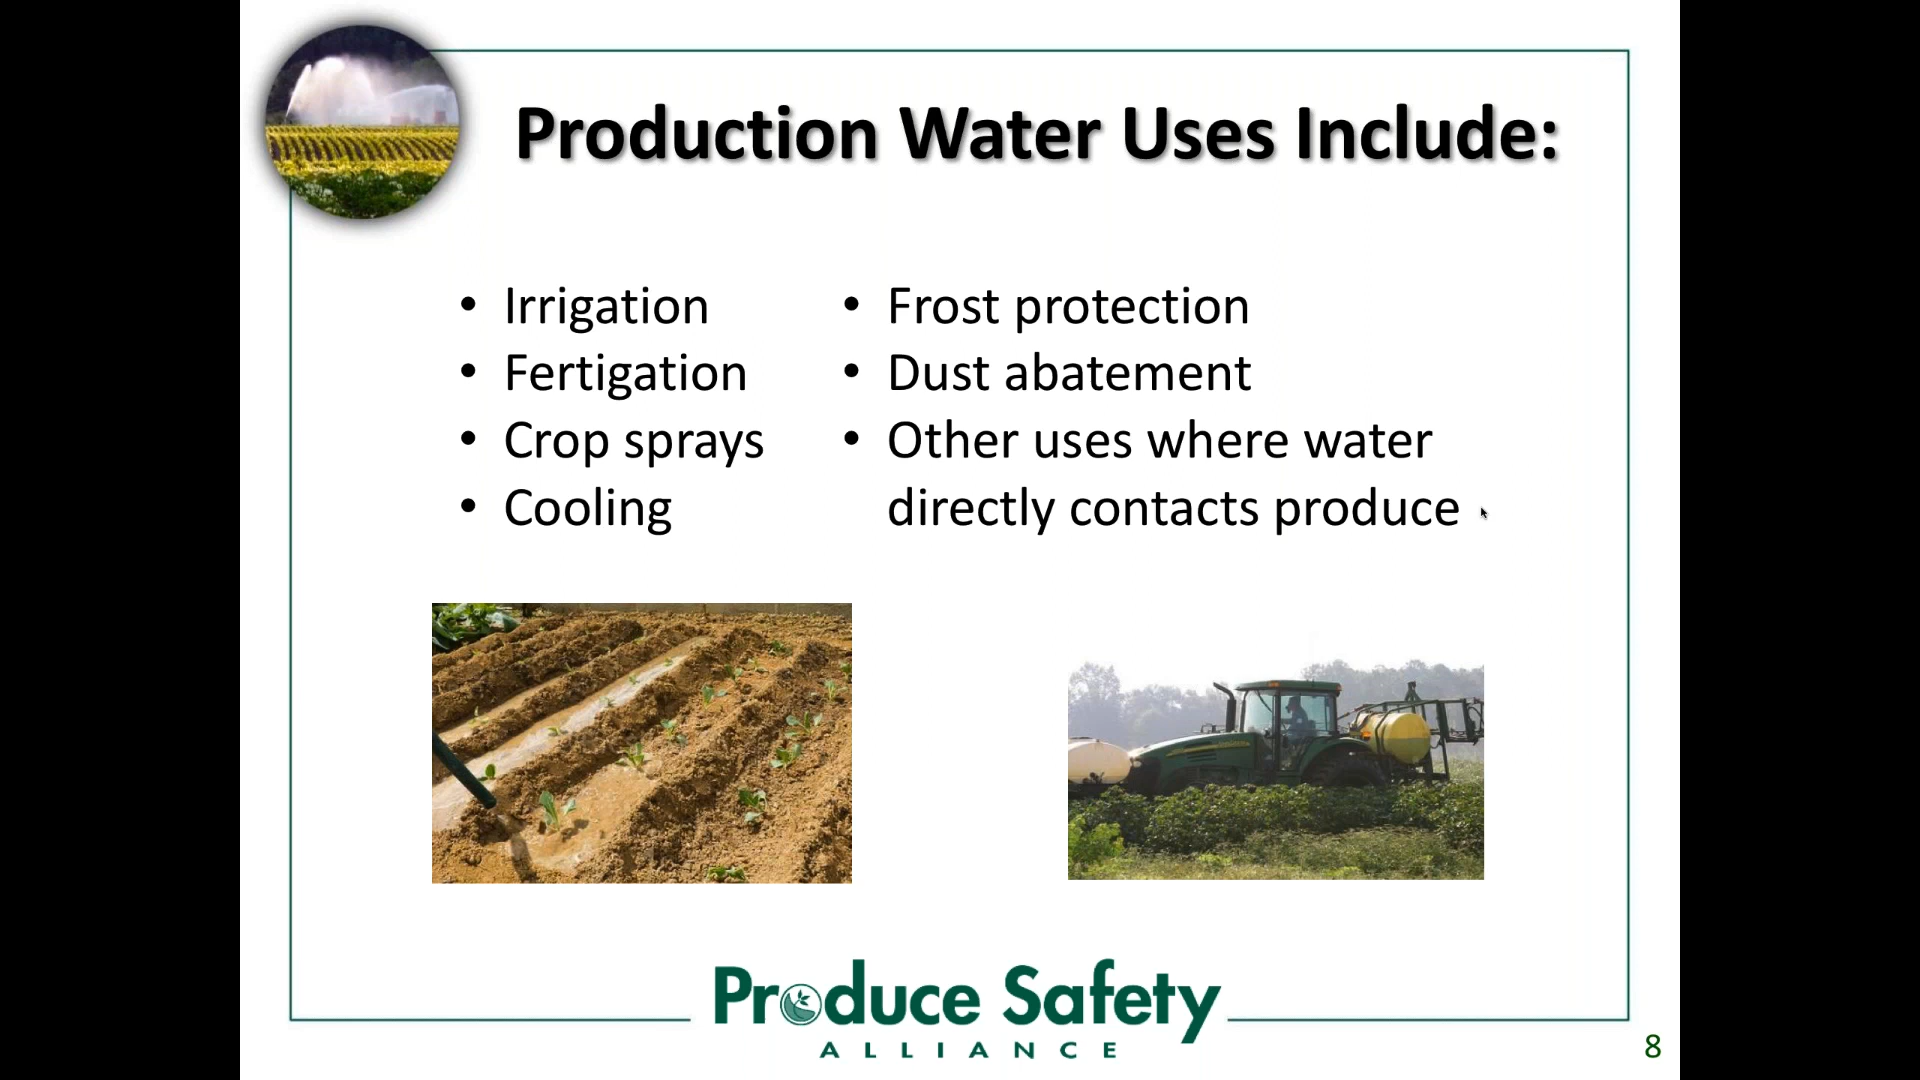 Production Water Uses Include:
• Irrigation
• Fertigation
• Crop sprays
• Cooling
• Frost protection
• Dust abatement
• Other uses where water
directly contacts produce
Produce Safety
ALLIANCE
8